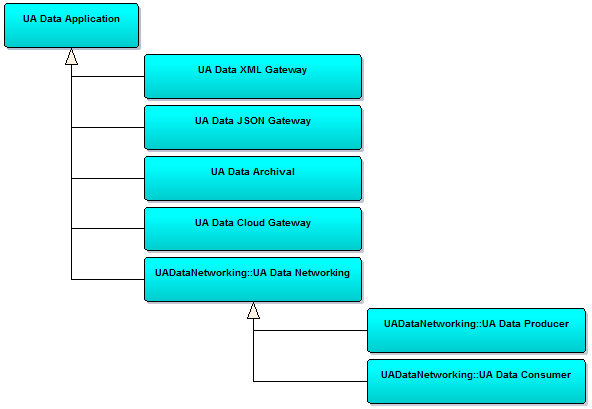 UA Data Application
UA Data XML Gateway
UA Data JSON Gateway
UA Data Archival
UA Data Cloud Gateway
UADataNetworking::UA Data Networking
UADataNetworking::UA Data Producer
UADataNetworking::UA Data Consumer